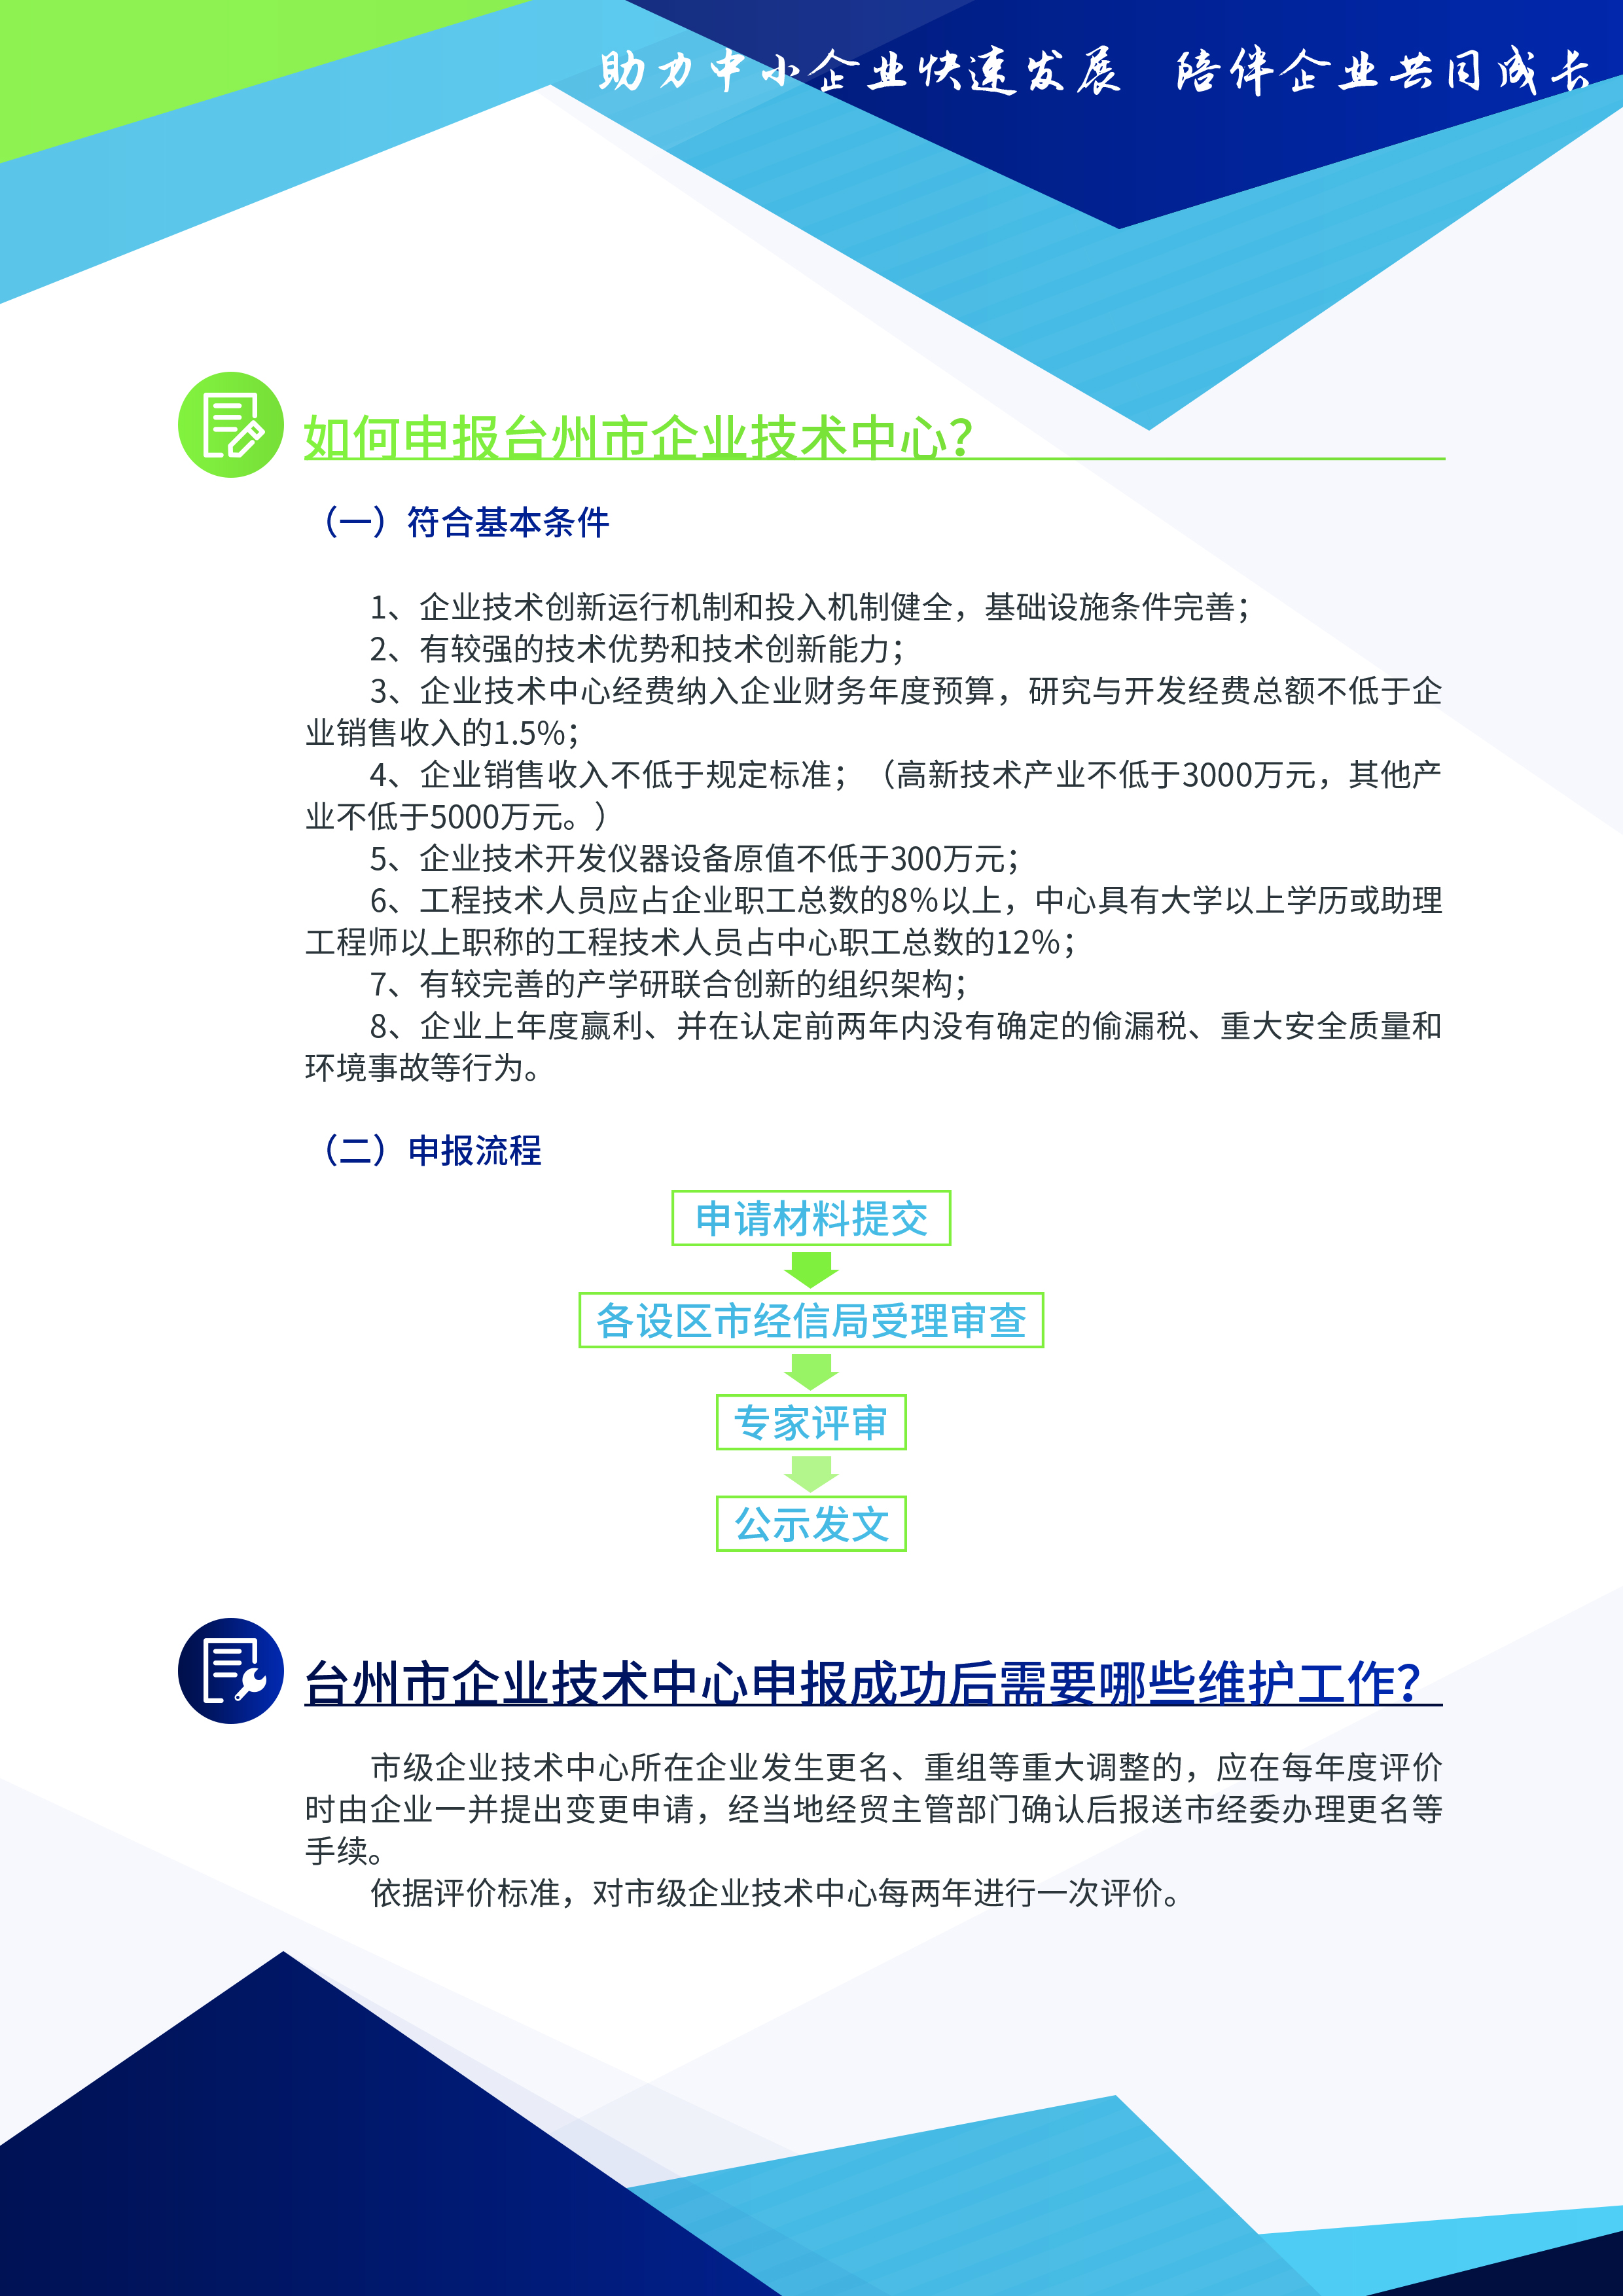 助力中小企业快速发展 陪伴企业共同成长
如何申报台州市企业技术中心？
（一）符合基本条件
1、企业技术创新运行机制和投入机制健全，基础设施条件完善；
2、有较强的技术优势和技术创新能力；
3、企业技术中心经费纳入企业财务年度预算，研究与开发经费总额不低于企
业销售收入的1.5%；
4、企业销售收入不低于规定标准；（高新技术产业不低于3000万元，其他产
业不低于5000万元。）
5、企业技术开发仪器设备原值不低于300万元；
6、工程技术人员应占企业职工总数的8%以上，中心具有大学以上学历或助理
工程师以上职称的工程技术人员占中心职工总数的12%；
7、有较完善的产学研联合创新的组织架构；
8、企业上年度赢利、并在认定前两年内没有确定的偷漏税、重大安全质量和
环境事故等行为。
（二）申报流程
申请材料提交
各设区市经信局受理审查
专家评审
公示发文
台州市企业技术中心申报成功后需要哪些维护工作？
市级企业技术中心所在企业发生更名、重组等重大调整的，应在每年度评价
时由企业一并提出变更申请，经当地经贸主管部门确认后报送市经委办理更名等
手续。
依据评价标准，对市级企业技术中心每两年进行一次评价。